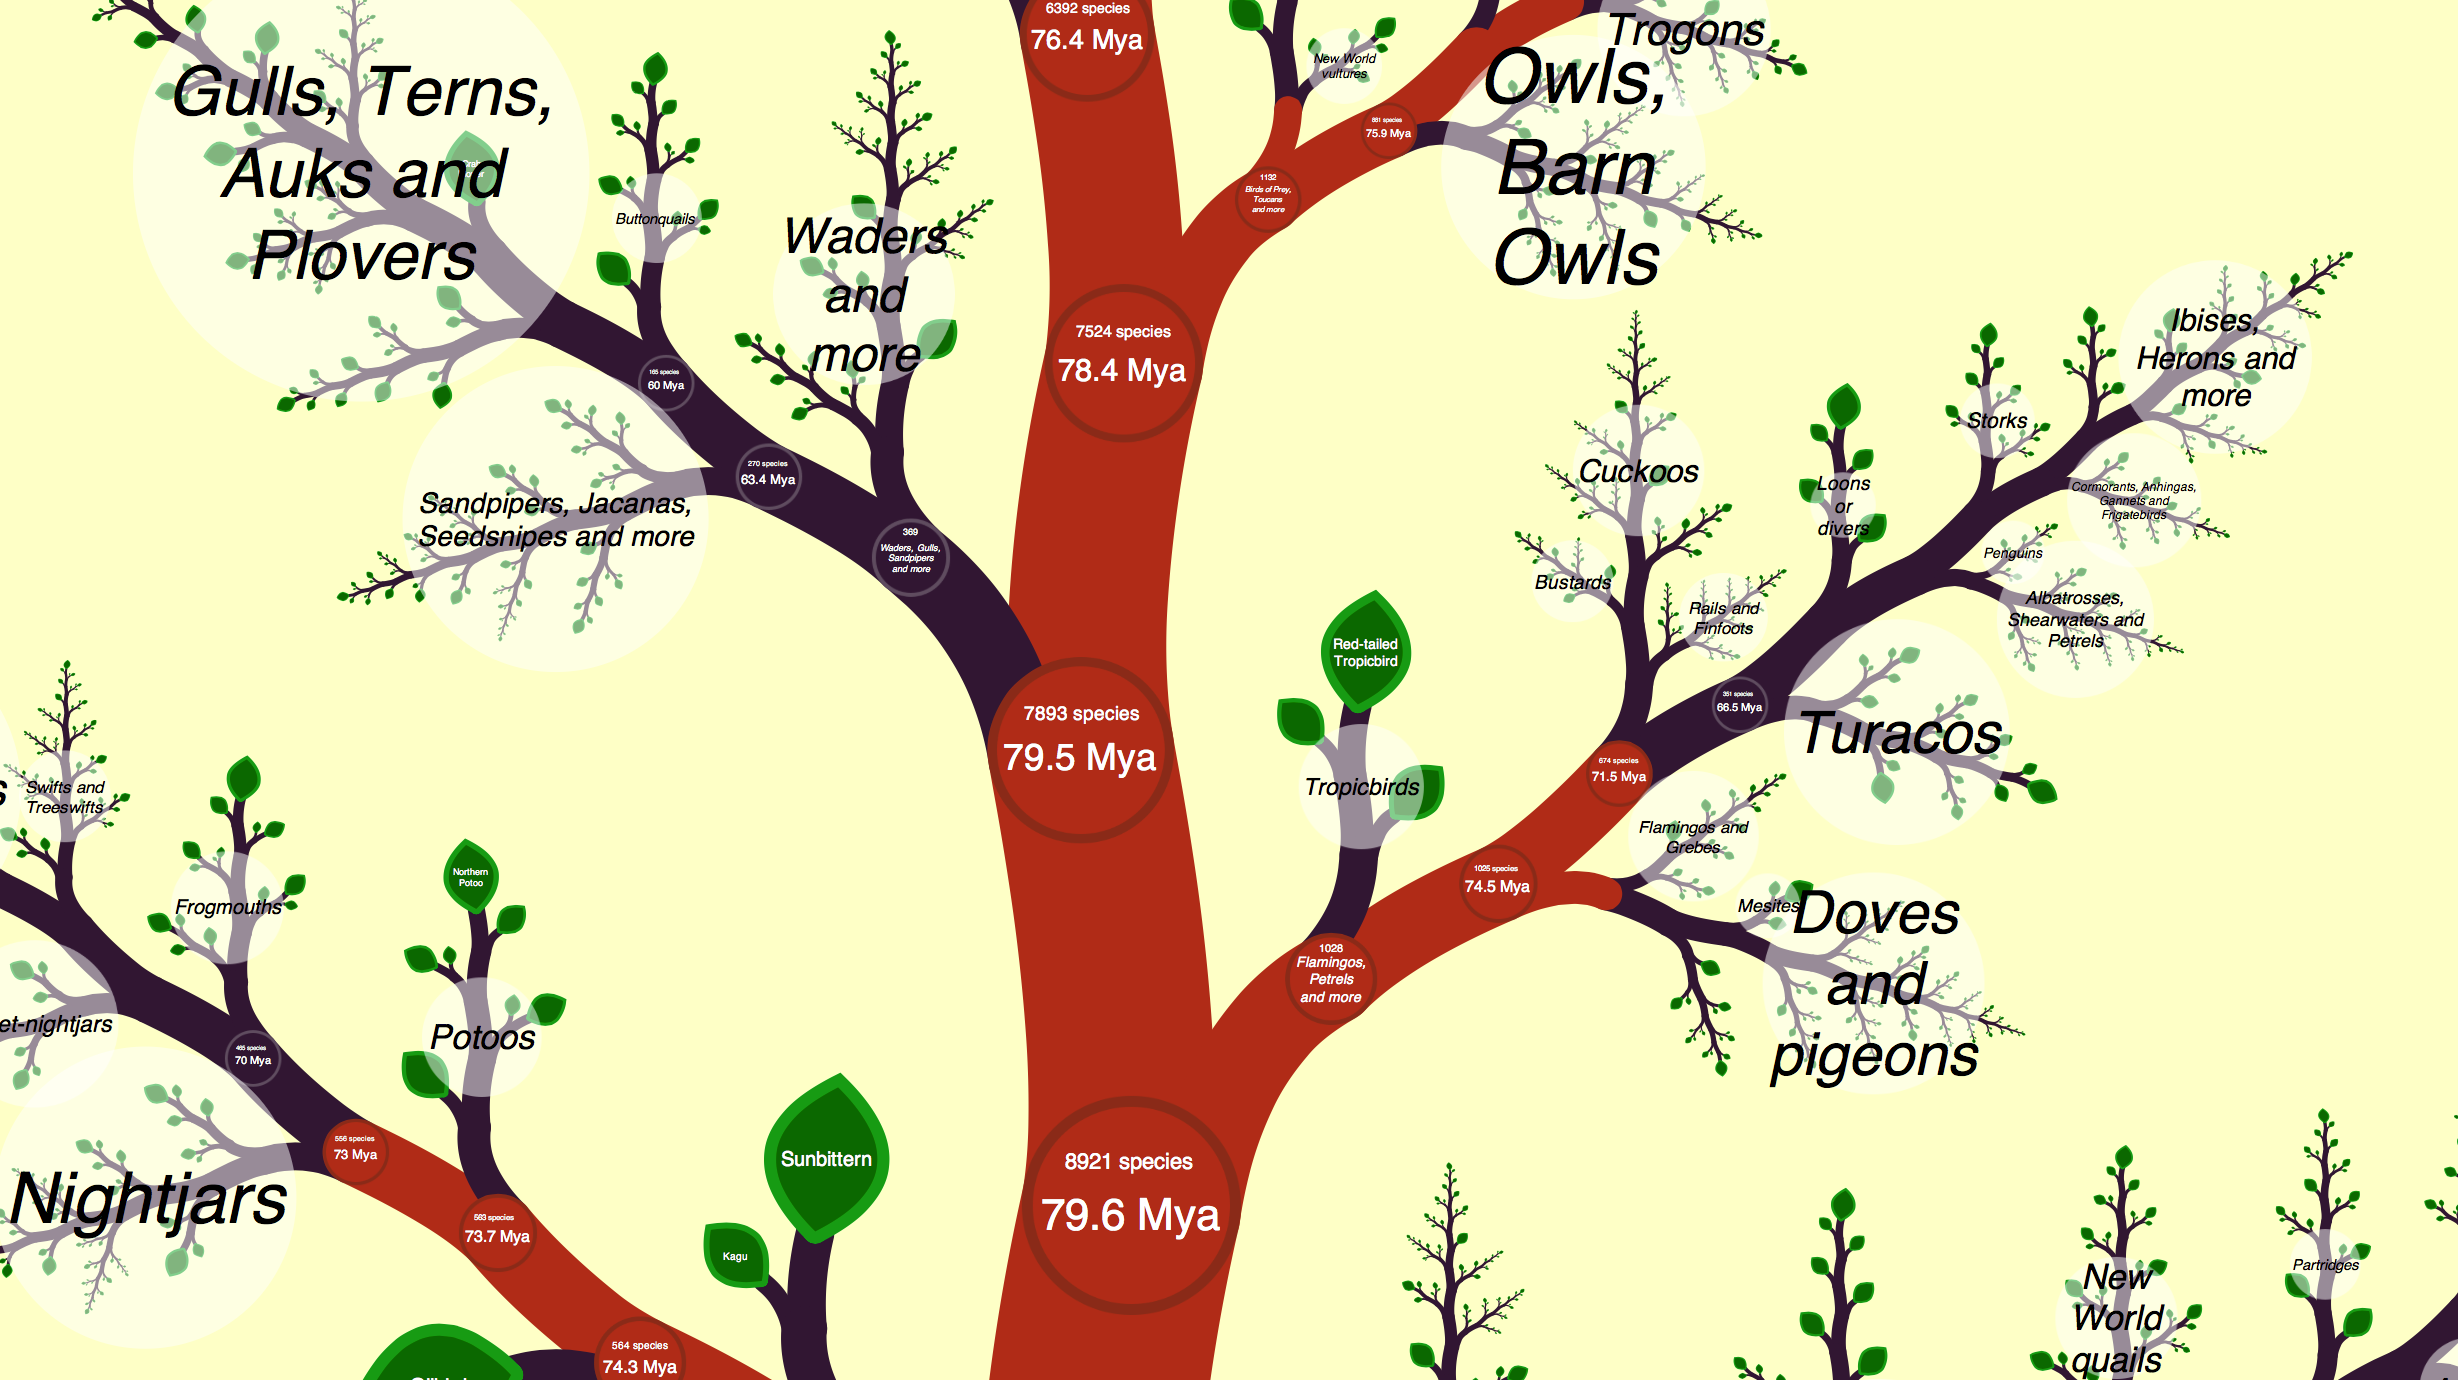 6392 species
76.4 Mya
New World
vultures
Trogons
Owls,
Barn
Owls
881 species
75.9 Mya
1132
Birds of Prey,
Toucans
and more
Gulls, Terns,
Auks and
Plovers
Buttonquails
Waders
and
more
7524 species
78.4 Mya
165 species
60 Mya
270 species
63.4 Mya
Sandpipers, Jacanas,
Seedsnipes and more
369
Waders, Gulls,
Sandpipers
and more
Ibises,
Herons and
more
Storks
Cuckoos
Loons
or
divers
Cormorants, Anhingas,
Gannets and
Frigatebirds
Penguins
Bustards
Rails and
Finfoots
Albatrosses,
Shearwaters and
Petrels
Red-tailed
Tropicbird
7893 species
79.5 Mya
351 species
66.5 Mya
Turacos
674 species
71.5 Mya
Tropicbirds
Swifts and
Treeswifts
Flamingos and
Grebes
Northern
Potoo
1025 species
74.5 Mya
Frogmouths
Mesites
Doves
and
pigeons
1028
Flamingos,
Petrels
and more
et-nightjars
Potoos
465 species
70 Mya
556 species
73 Mya
Nightjars
Sunbittern
8921 species
79.6 Mya
563 species
73.7 Mya
Kagu
New
World
quails
Partridges
564 species
74.3 Mya